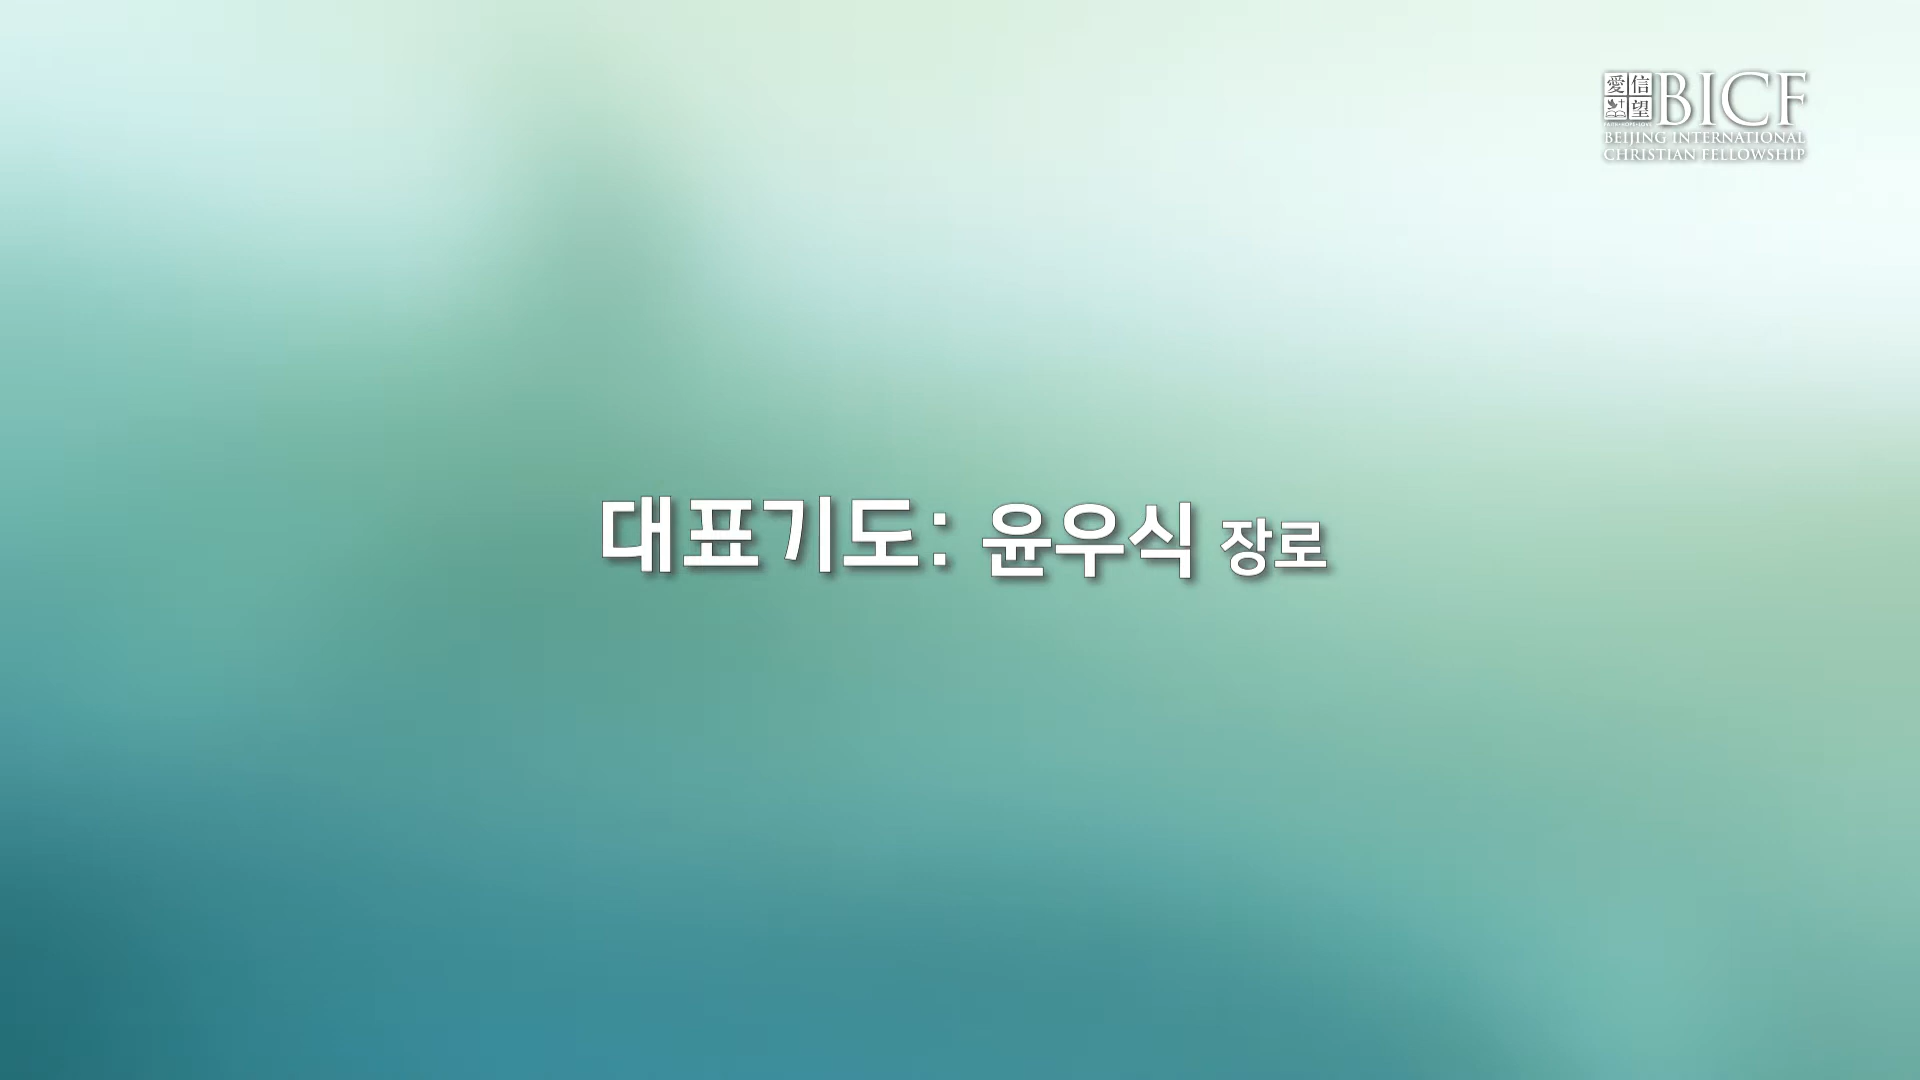 愛信
望
BICF
BEIJING INTERNATIONAL
CHRISTIAN FELLOWSHIP
대표기도: 윤우식 장로